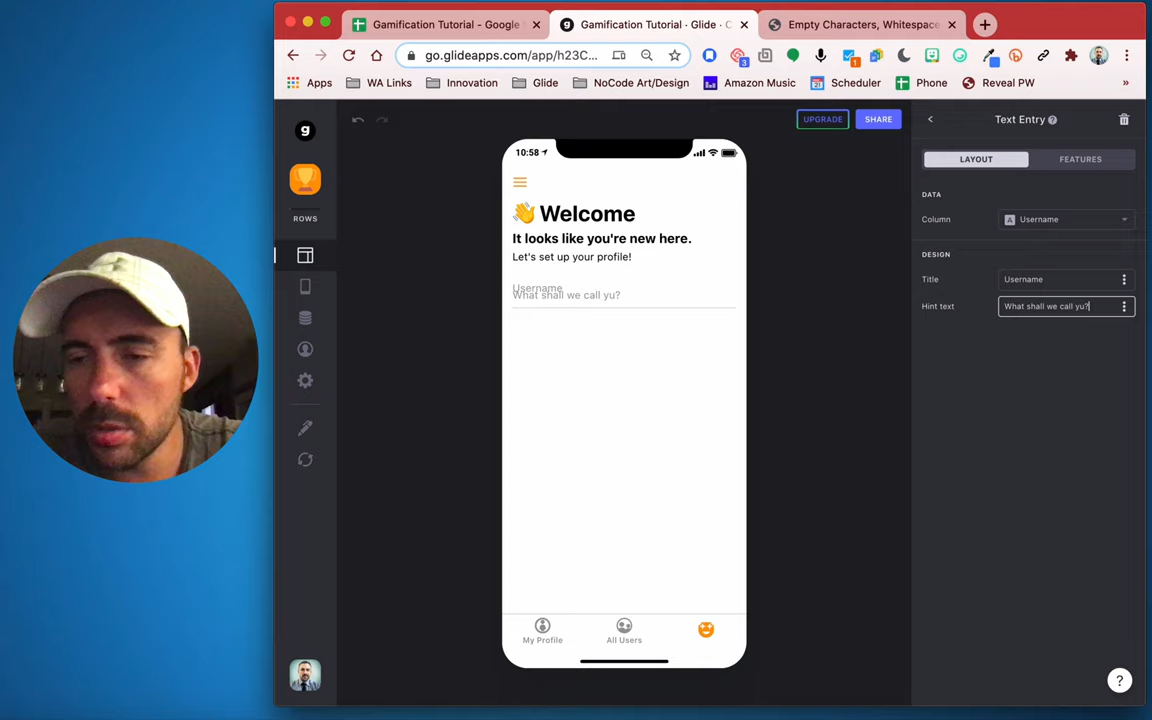 Gamification Tutorial - Google
Gamification Tutorial · Glide · C
Empty Characters, Whitespace
go.glideapps.com/app/h23C...
3
1
Apps
WA Links
Innovation
Glide
NoCode Art/Design
Amazon Music
Scheduler
Phone
Reveal PW
»
g
ROWS
UPGRADE
SHARE
10:58
👋 Welcome
It looks like you're new here.
Let's set up your profile!
Username
What shall we call yu?
My Profile
All Users
Text Entry
LAYOUT
FEATURES
DATA
Column
A Username
DESIGN
Title
Username
Hint text
What shall we call yu?
?